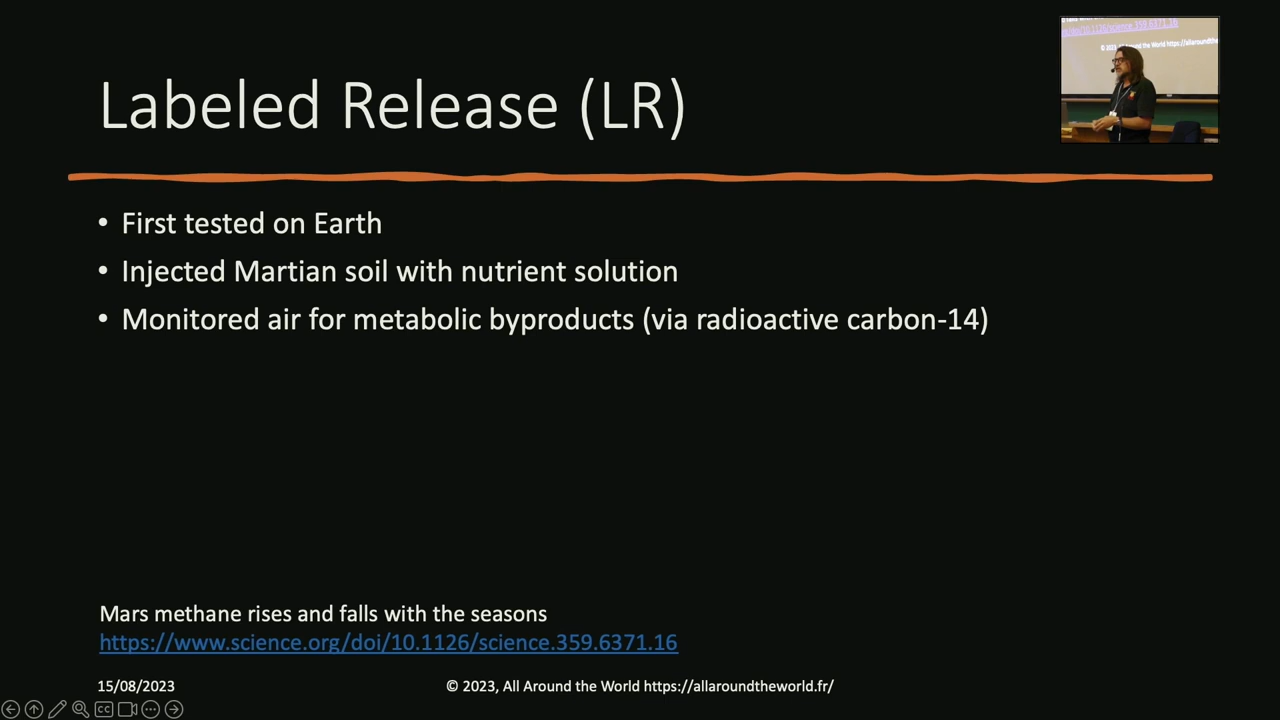 Labeled Release (LR)
• First tested on Earth
• Injected Martian soil with nutrient solution
• Monitored air for metabolic byproducts (via radioactive carbon-14)
Mars methane rises and falls with the seasons
https://www.science.org/doi/10.1126/science.359.6371.16
15/08/2023
© 2023, All Around the World https://allaroundtheworld.fr/
CC